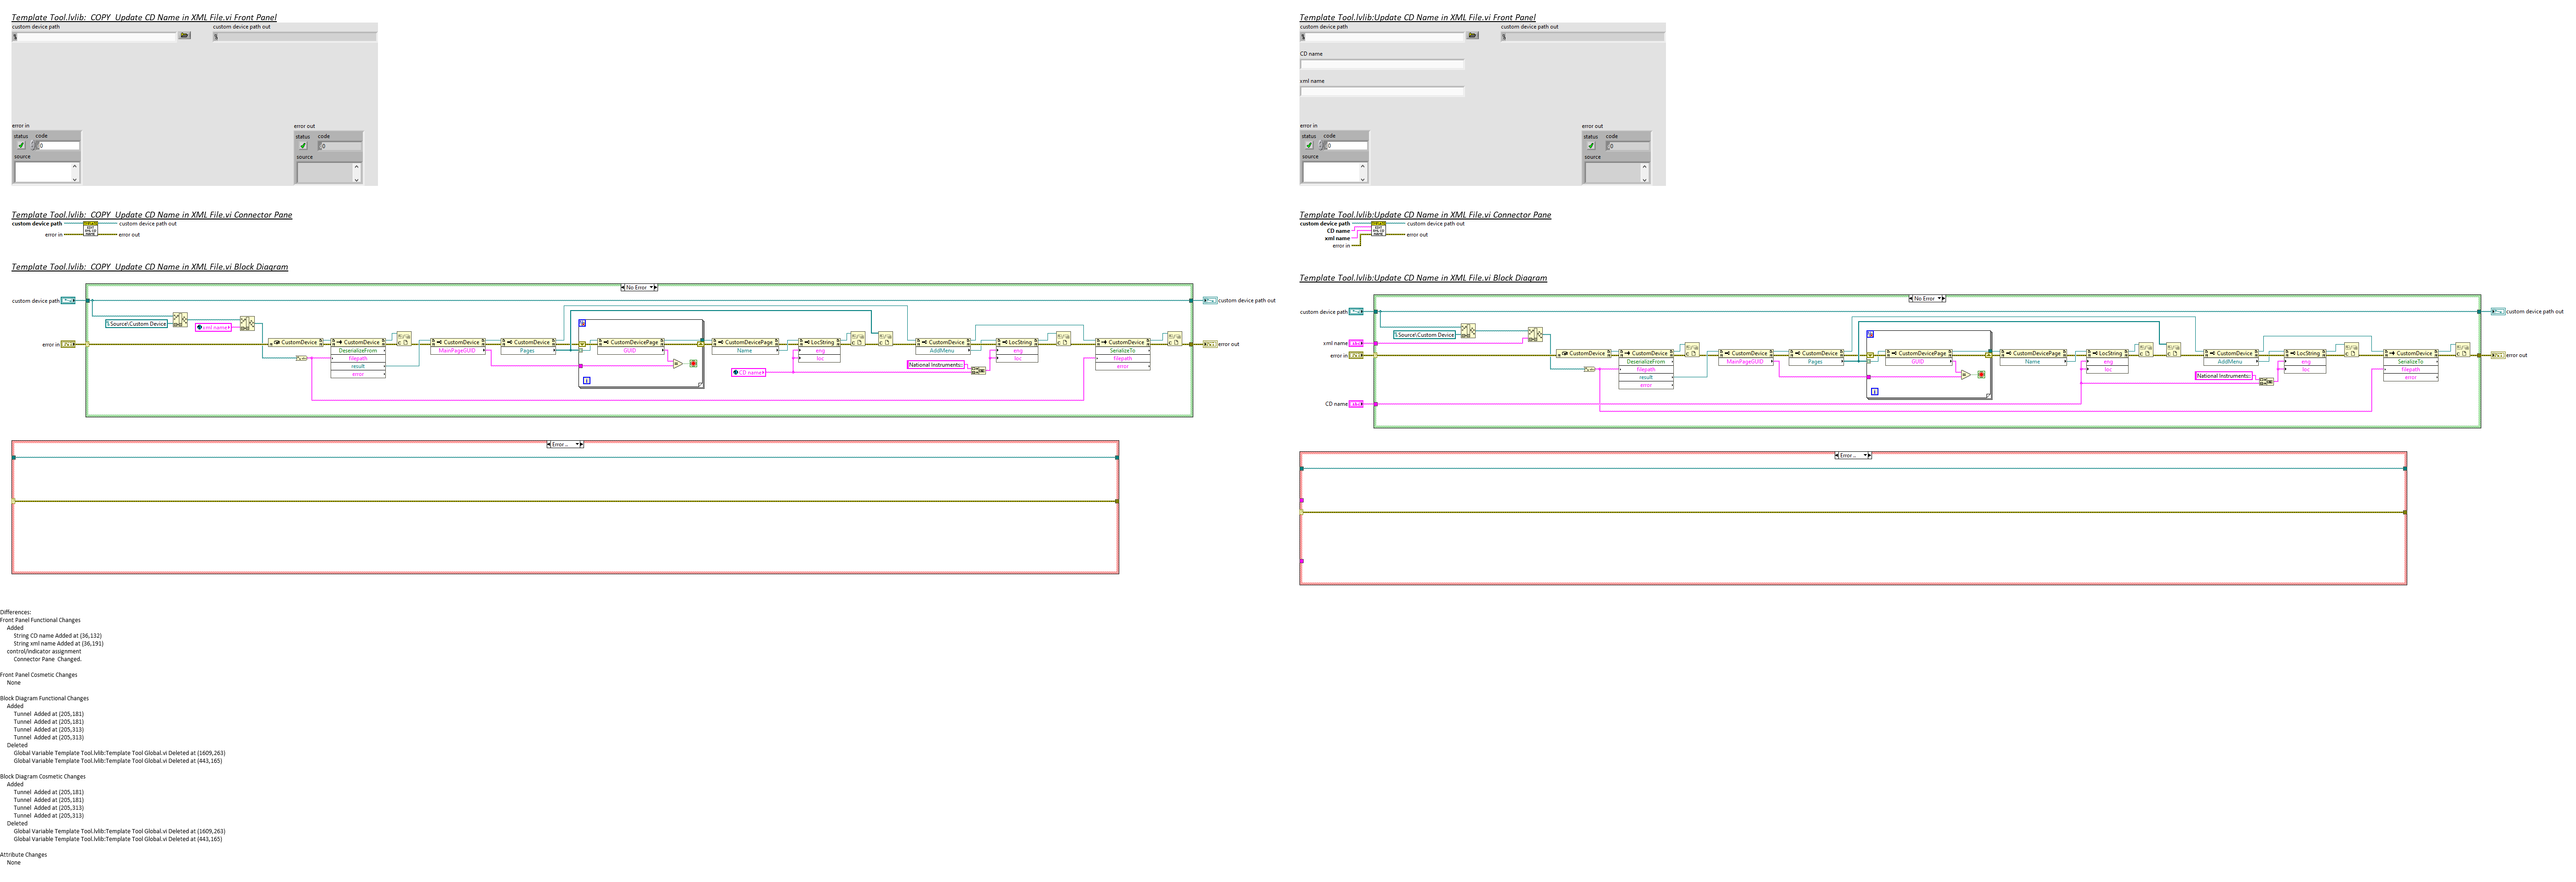 Template Tool.lvlib:  COPY  Update CD Name in XML File.vi Front Panel
custom device path
custom device path out
error in
status code
0
source
error out
status code
0
source
Template Tool.lvlib:  COPY  Update CD Name in XML File.vi Connector Pane
custom device path
custom device path out
error in
error out
Template Tool.lvlib:  COPY  Update CD Name in XML File.vi Block Diagram
No Error
custom device path
custom device path out
Source\Custom Device
xml name
error in
error out
CustomDevice
CustomDevice
DeserializeFrom
filepath
result
error
CustomDevice
MainPageGUID
CustomDevice
Pages
CustomDevicePage
GUID
CustomDevicePage
Name
CD name
LocString
eng
loc
National Instruments::
CustomDevice
AddMenu
LocString
eng
loc
CustomDevice
SerializeTo
filepath
error
Error
Template Tool.lvlib:Update CD Name in XML File.vi Front Panel
custom device path
custom device path out
CD name
xml name
error in
status code
0
source
error out
status code
0
source
Template Tool.lvlib:Update CD Name in XML File.vi Connector Pane
custom device path
custom device path out
CD name
xml name
error in
error out
Template Tool.lvlib:Update CD Name in XML File.vi Block Diagram
No Error
custom device path
custom device path out
Source\Custom Device
xml name
error in
error out
CD name
CustomDevice
CustomDevice
DeserializeFrom
filepath
result
error
CustomDevice
MainPageGUID
CustomDevice
Pages
CustomDevicePage
GUID
CustomDevicePage
Name
LocString
eng
loc
National Instruments::
CustomDevice
AddMenu
LocString
eng
loc
CustomDevice
SerializeTo
filepath
error
Error
Differences:
Front Panel Functional Changes
Added
String CD name Added at (36,132)
String xml name Added at (36,191)
control/indicator assignment
Connector Pane  Changed.
Front Panel Cosmetic Changes
None
Block Diagram Functional Changes
Added
Tunnel  Added at (205,181)
Tunnel  Added at (205,181)
Tunnel  Added at (205,313)
Tunnel  Added at (205,313)
Deleted
Global Variable Template Tool.lvlib:Template Tool Global.vi Deleted at (1609,263)
Global Variable Template Tool.lvlib:Template Tool Global.vi Deleted at (443,165)
Block Diagram Cosmetic Changes
Added
Tunnel  Added at (205,181)
Tunnel  Added at (205,181)
Tunnel  Added at (205,313)
Tunnel  Added at (205,313)
Deleted
Global Variable Template Tool.lvlib:Template Tool Global.vi Deleted at (1609,263)
Global Variable Template Tool.lvlib:Template Tool Global.vi Deleted at (443,165)
Attribute Changes
None